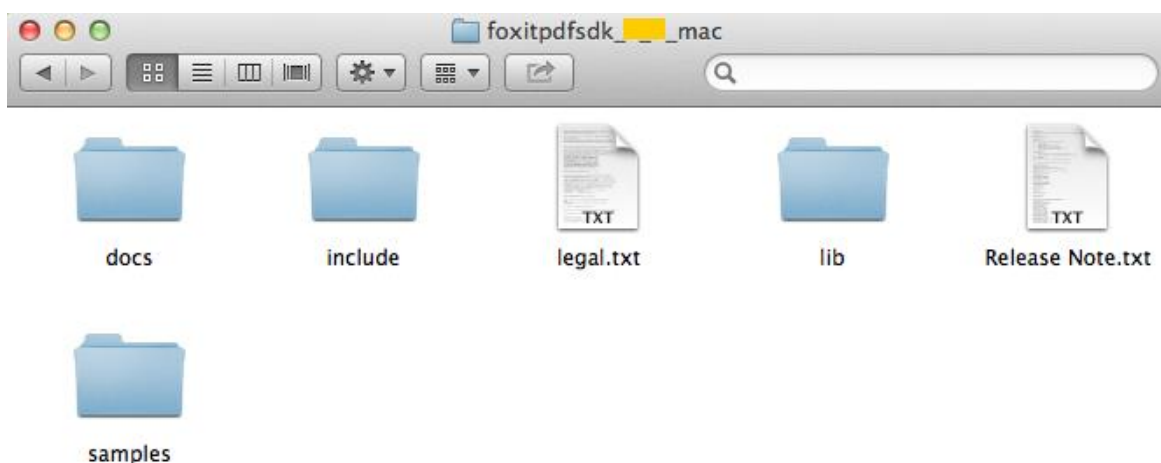 foxitpdfsdk_ _ _mac
docs
include
TXT
legal.txt
lib
TXT
Release Note.txt
samples